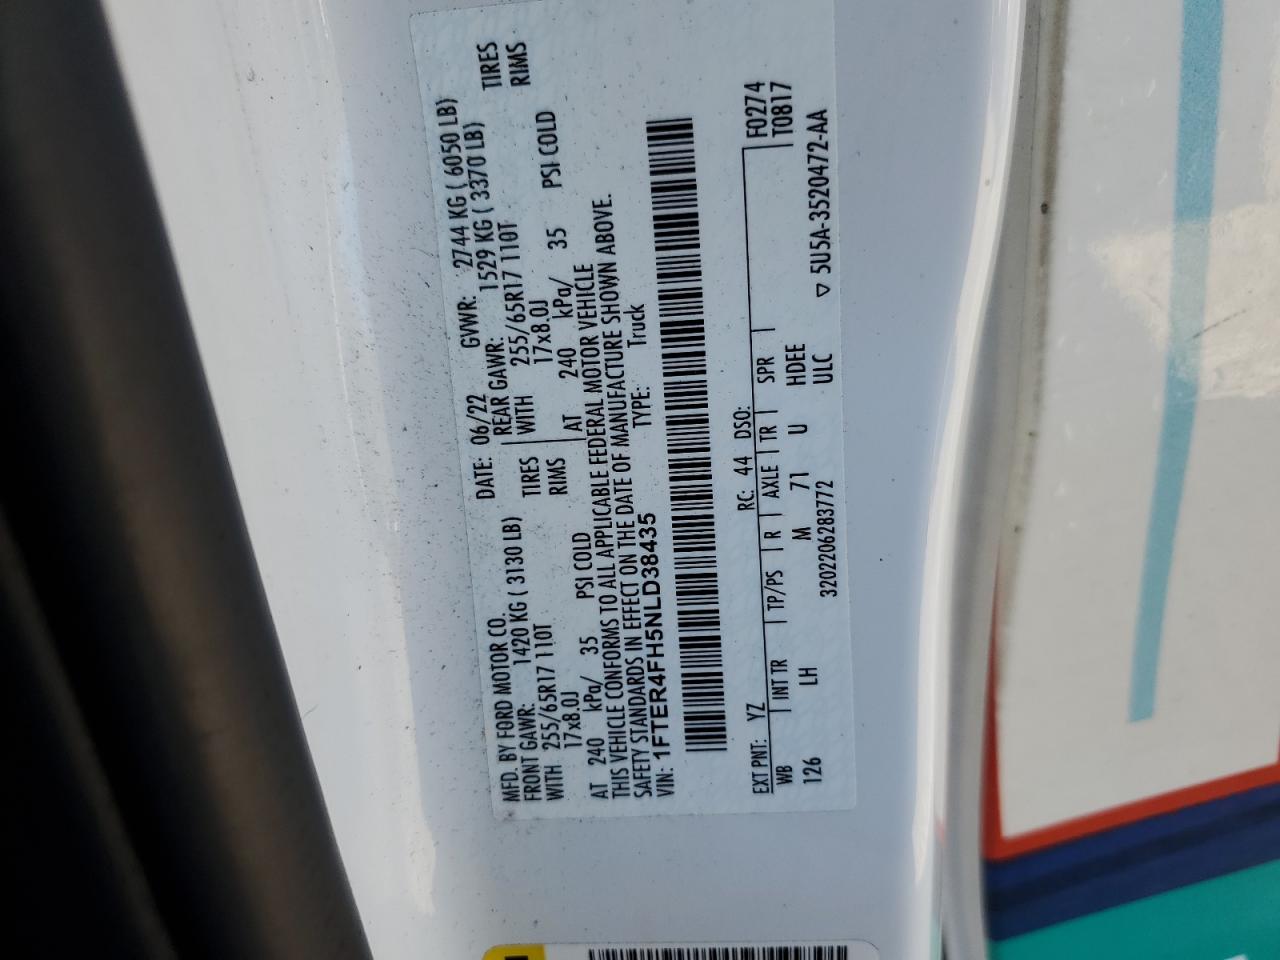 MFD. BY FORD MOTOR CO. DATE: 06/22 GVWR: 2744 KG ( 6050 LB)
FRONT GAWR: 1420 KG ( 3130 LB) REAR GAWR: 1529 KG ( 3370 LB)
WITH 255/65R17 110T TIRES WITH 255/65R17 110T TIRES
17x8.0J RIMS 17x8.0J RIMS
AT 240 kPa/ 35 PSI COLD AT 240 kPa/ 35 PSI COLD
THIS VEHICLE CONFORMS TO ALL APPLICABLE FEDERAL MOTOR VEHICLE
SAFETY STANDARDS IN EFFECT ON THE DATE OF MANUFACTURE SHOWN ABOVE.
VIN: 1FTER4FH5NLD38435 TYPE: Truck
EXT PNT: YZ RC: 44 DSO: F0274
WB INT TR TP/PS R AXLE TR SPR T0817
126 LH M 71 U HDEE
3202206283772 ULC ▽ 5U5A-3520472-AA